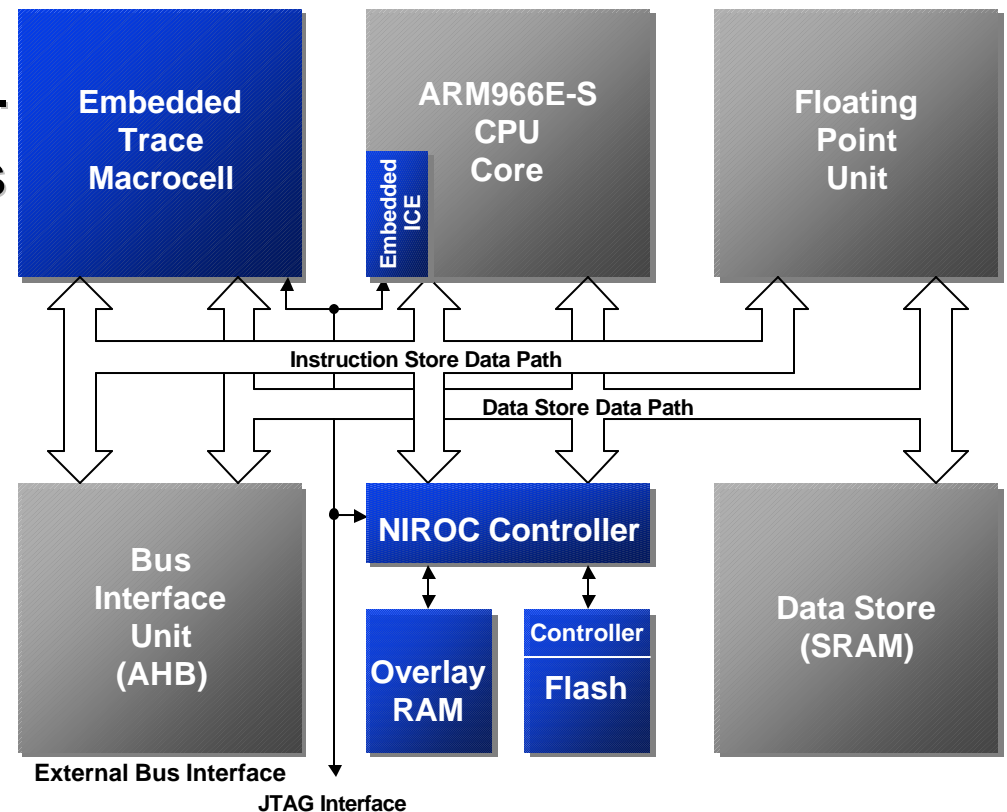 Embedded
Trace
Macrocell
ARM966E-S
CPU
Core
Embedded
ICE
Floating
Point
Unit
Instruction Store Data Path
Data Store Data Path
Bus
Interface
Unit
(AHB)
NIROC Controller
Overlay
RAM
Controller
Flash
Data Store
(SRAM)
External Bus Interface
JTAG Interface